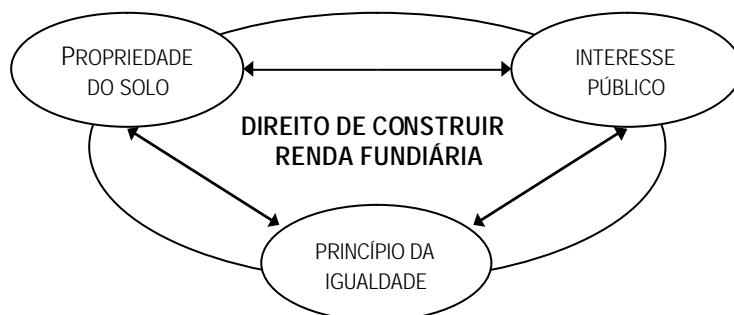 PROPRIEDADE
DO SOLO
INTERESSE
PÚBLICO
DIREITO DE CONSTRUIR
RENDA FUNDIÁRIA
PRINCÍPIO DA
IGUALDADE